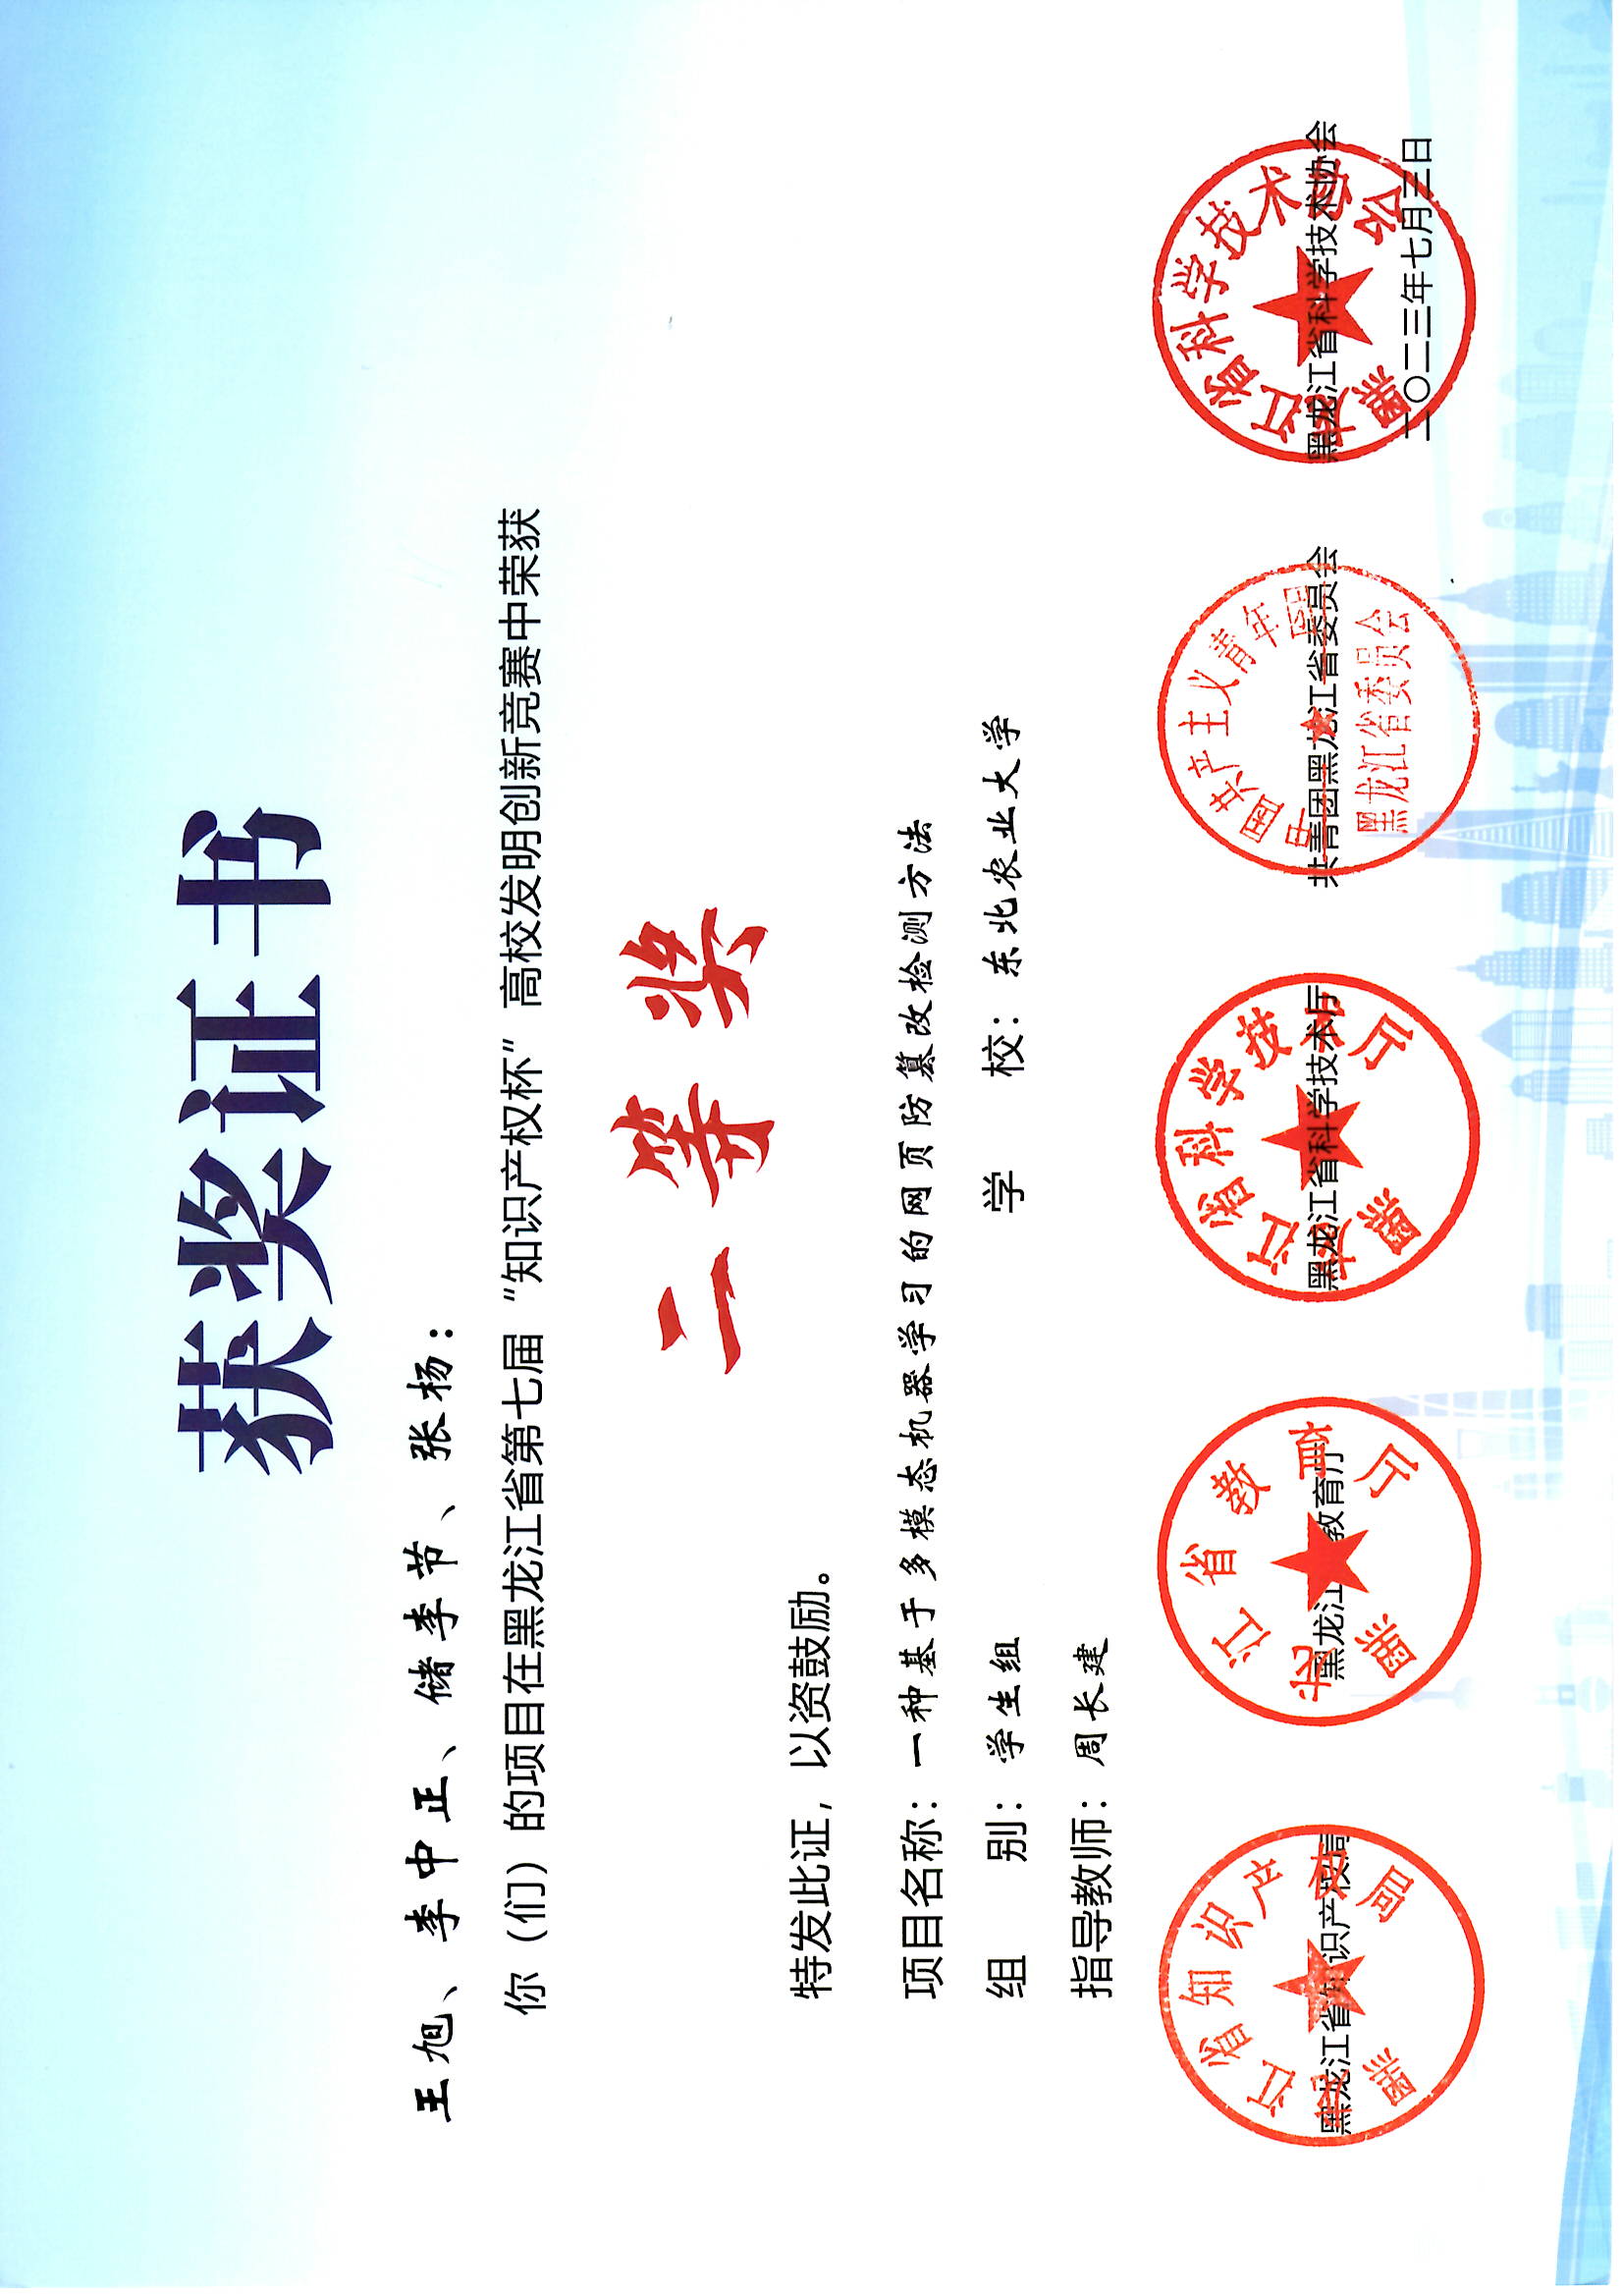 获奖证书
王旭、李中正、储李节、张杨：
你（们）的项目在黑龙江省第七届“知识产权杯”高校发明创新竞赛中荣获
二等奖
特发此证，以资鼓励。
项目名称：一种基于多模态机器学习的网页防篡改检测方法
组 别：学生组 学 校：东北农业大学
指导教师：周长建
黑龙江省知识产权局
黑龙江省知识产权局
黑龙江省教育厅
黑龙江 教育厅
黑龙江省科学技术厅
黑龙江省科学技术厅
中国共产主义青年团
共青团黑龙江省委员会
黑龙江省委员会
黑龙江省科学技术协会
黑龙江省科学技术协会
二〇二三年七月三日